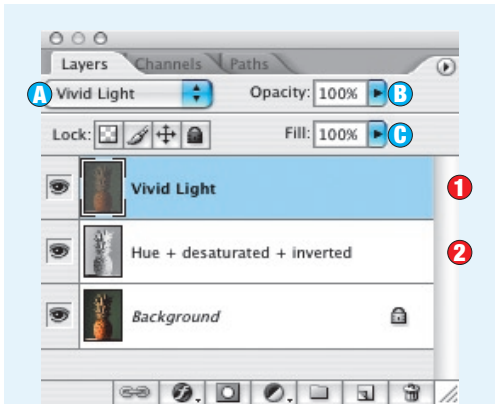 Layers Channels Paths
A Vivid Light Opacity: 100% B
Lock: Fill: 100% C
Vivid Light 1
Hue + desaturated + inverted 2
Background